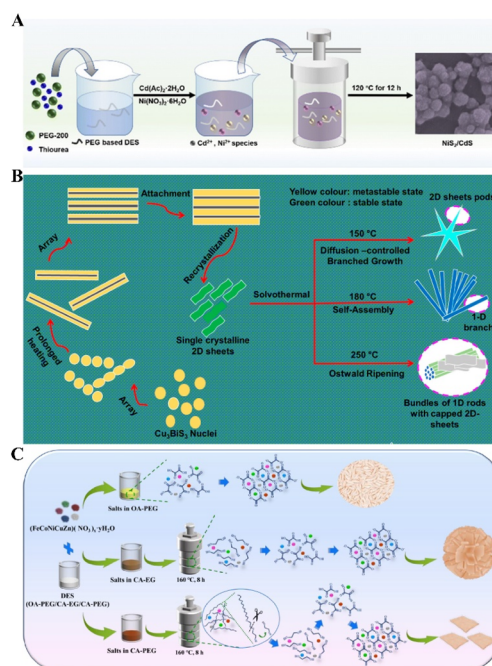 A
Cd(Ac)₂·2H₂O
Ni(NO₃)₂·6H₂O
120 °C for 12 h
PEG-200
Thiourea
PEG based DES
Cd²⁺, Ni²⁺ species
NiS₂/CdS
B
Attachment
Array
Recrystallization
Prolonged
heating
Array
Cu₃BiS₃ Nuclei
Single crystalline
2D sheets
Solvothermal
Yellow colour: metastable state
Green colour : stable state
2D sheets pods
150 °C
Diffusion –controlled
Branched Growth
180 °C
Self-Assembly
1-D
branch
250 °C
Ostwald Ripening
Bundles of 1D rods
with capped 2D-
sheets
C
Salts in OA-PEG
(FeCoNiCuZn)( NO₃)ₓ·yH₂O
Salts in CA-EG
160 °C, 8 h
DES
(OA-PEG/CA-EG/CA-PEG)
Salts in CA-PEG
160 °C, 8 h